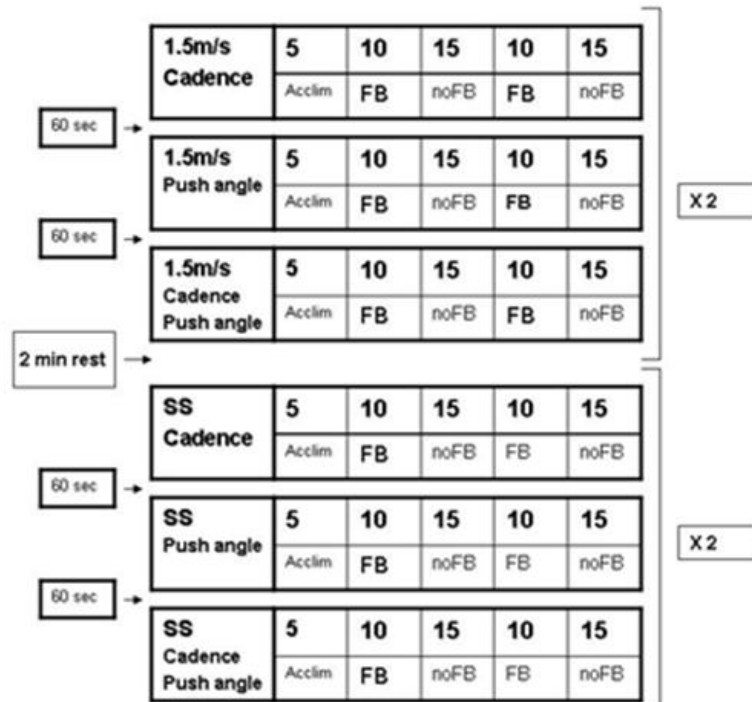 1.5m/s 5 10 15 10 15
Cadence Acclim FB noFB FB noFB
60 sec
1.5m/s 5 10 15 10 15
Push angle Acclim FB noFB FB noFB
X 2
60 sec
1.5m/s 5 10 15 10 15
Cadence Acclim FB noFB FB noFB
Push angle
2 min rest
SS 5 10 15 10 15
Cadence Acclim FB noFB FB noFB
60 sec
SS 5 10 15 10 15
Push angle Acclim FB noFB FB noFB
X 2
60 sec
SS 5 10 15 10 15
Cadence Acclim FB noFB FB noFB
Push angle